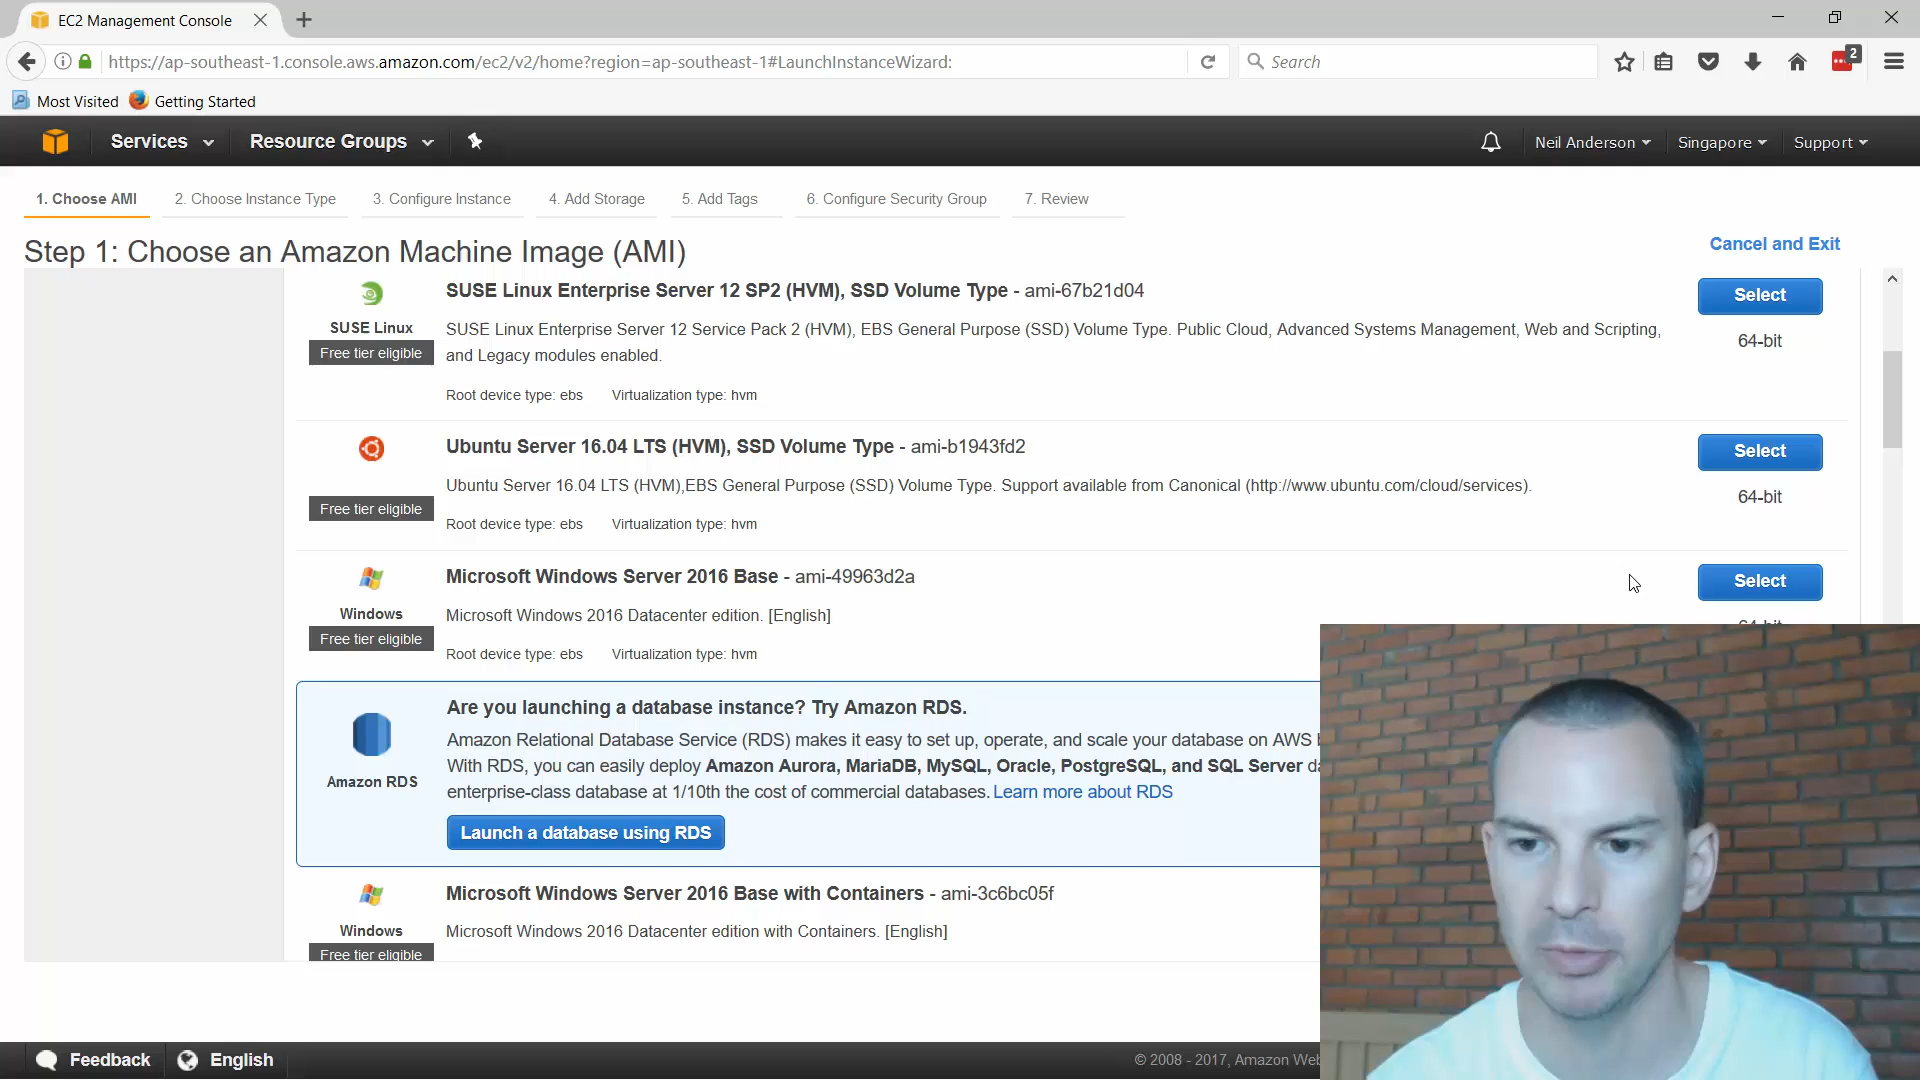 EC2 Management Console
https://ap-southeast-1.console.aws.amazon.com/ec2/v2/home?region=ap-southeast-1#LaunchInstanceWizard:
Search
2
Most Visited
Getting Started
Services
Resource Groups
Neil Anderson
Singapore
Support
1. Choose AMI
2. Choose Instance Type
3. Configure Instance
4. Add Storage
5. Add Tags
6. Configure Security Group
7. Review
Step 1: Choose an Amazon Machine Image (AMI)
Cancel and Exit
SUSE Linux
Free tier eligible
SUSE Linux Enterprise Server 12 SP2 (HVM), SSD Volume Type - ami-67b21d04
SUSE Linux Enterprise Server 12 Service Pack 2 (HVM), EBS General Purpose (SSD) Volume Type. Public Cloud, Advanced Systems Management, Web and Scripting,
and Legacy modules enabled.
Root device type: ebs Virtualization type: hvm
Select
64-bit
Free tier eligible
Ubuntu Server 16.04 LTS (HVM), SSD Volume Type - ami-b1943fd2
Ubuntu Server 16.04 LTS (HVM),EBS General Purpose (SSD) Volume Type. Support available from Canonical (http://www.ubuntu.com/cloud/services).
Root device type: ebs Virtualization type: hvm
Select
64-bit
Windows
Free tier eligible
Microsoft Windows Server 2016 Base - ami-49963d2a
Microsoft Windows 2016 Datacenter edition. [English]
Root device type: ebs Virtualization type: hvm
Select
Amazon RDS
Are you launching a database instance? Try Amazon RDS.
Amazon Relational Database Service (RDS) makes it easy to set up, operate, and scale your database on AWS
With RDS, you can easily deploy Amazon Aurora, MariaDB, MySQL, Oracle, PostgreSQL, and SQL Server
enterprise-class database at 1/10th the cost of commercial databases. Learn more about RDS
Launch a database using RDS
Windows
Free tier eligible
Microsoft Windows Server 2016 Base with Containers - ami-3c6bc05f
Microsoft Windows 2016 Datacenter edition with Containers. [English]
Feedback
English
© 2008 - 2017, Amazon